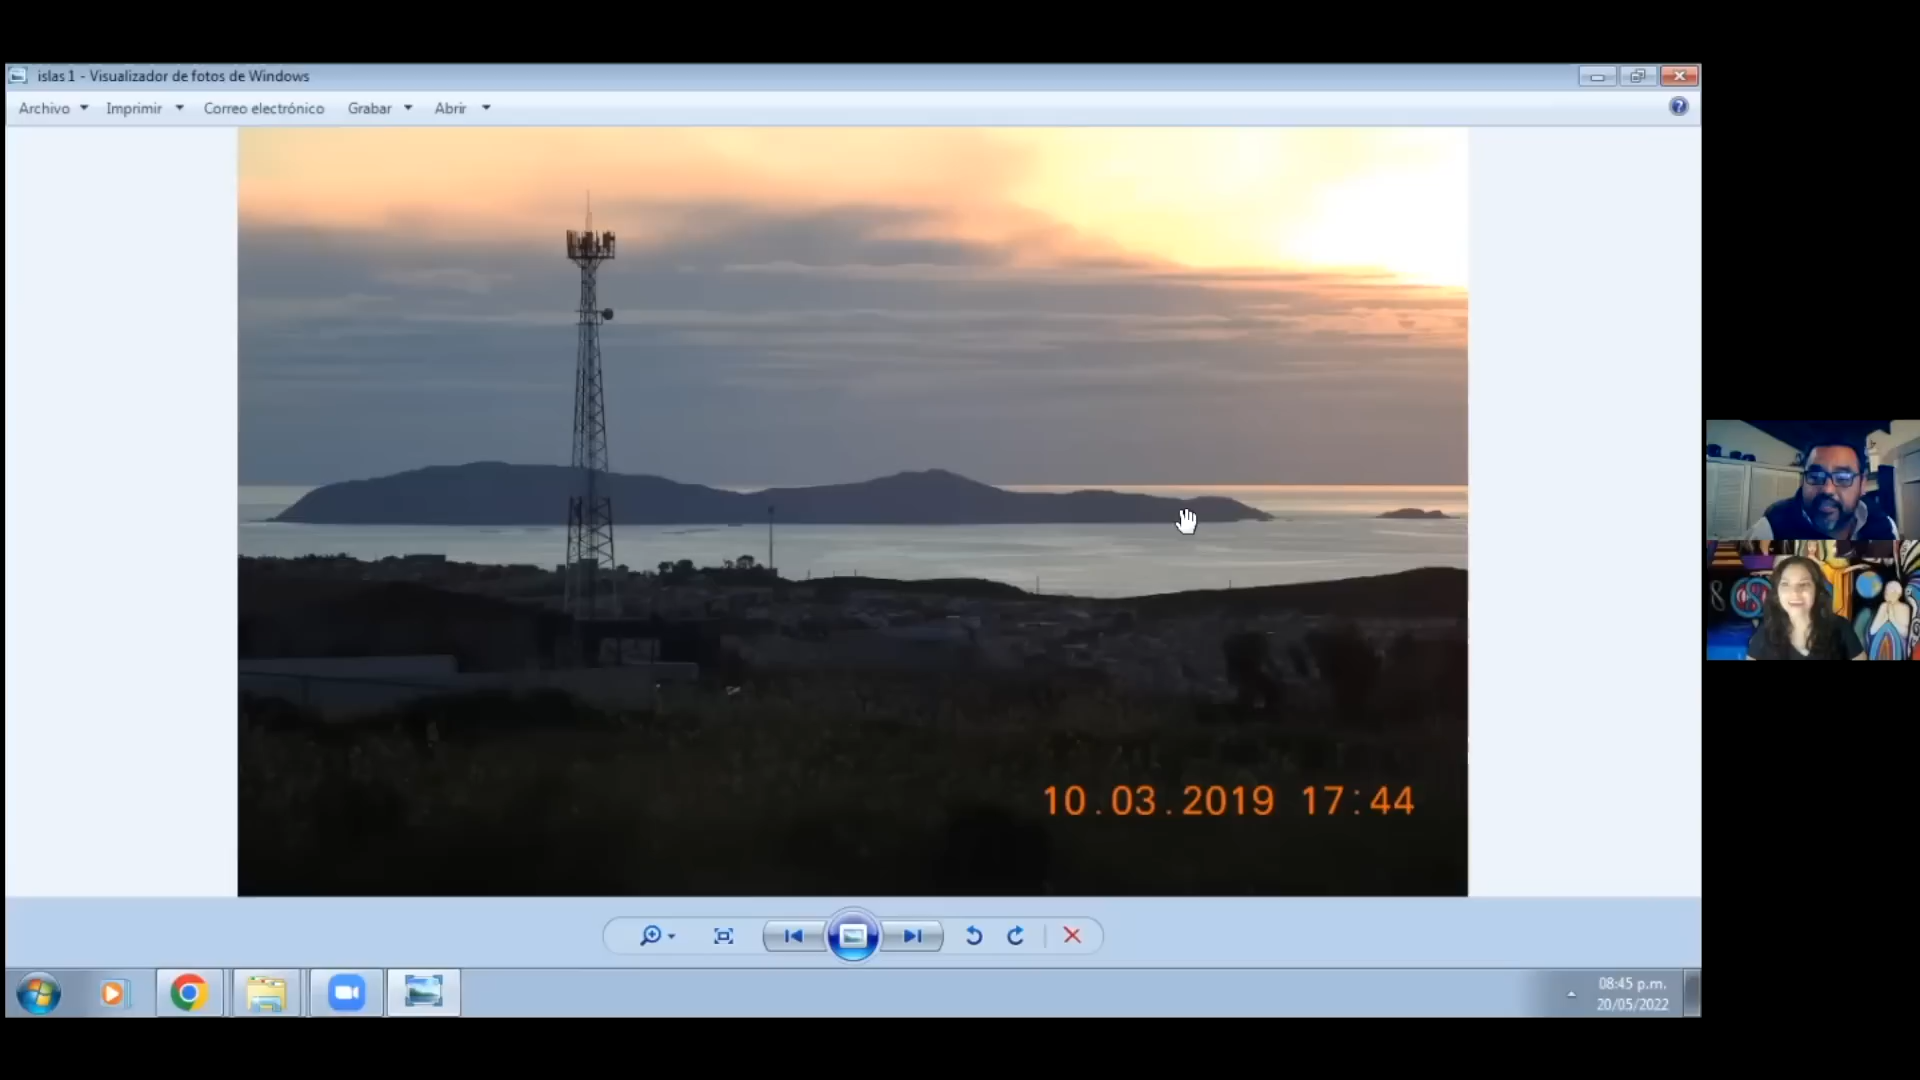 islas 1 - Visualizador de fotos de Windows
Archivo Imprimir Correo electrónico Grabar Abrir
10.03.2019 17:44
08:45 p.m.
20/05/2022